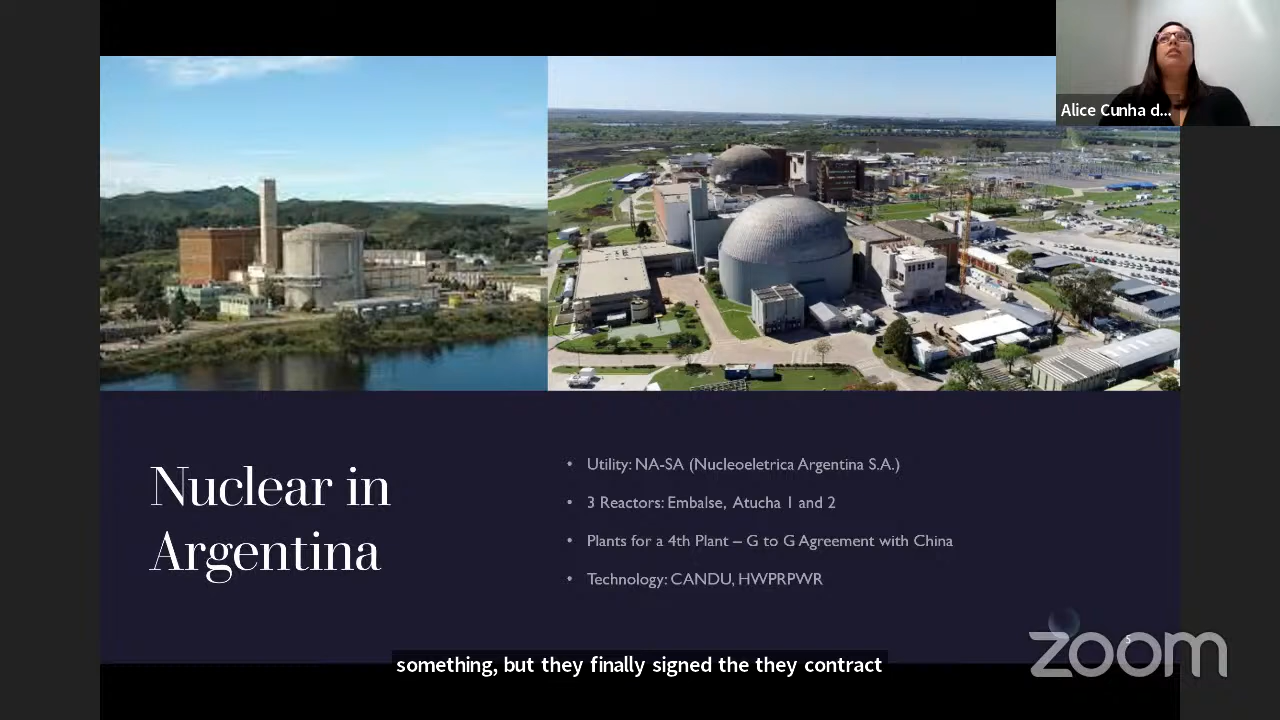 Alice Cunha d...
Nuclear in
Argentina
• Utility: NA-SA (Nucleoeletrica Argentina S.A.)
• 3 Reactors: Embalse, Atucha 1 and 2
• Plants for a 4th Plant – G to G Agreement with China
• Technology: CANDU, HWPRPWR
5
zoom
something, but they finally signed the they contract